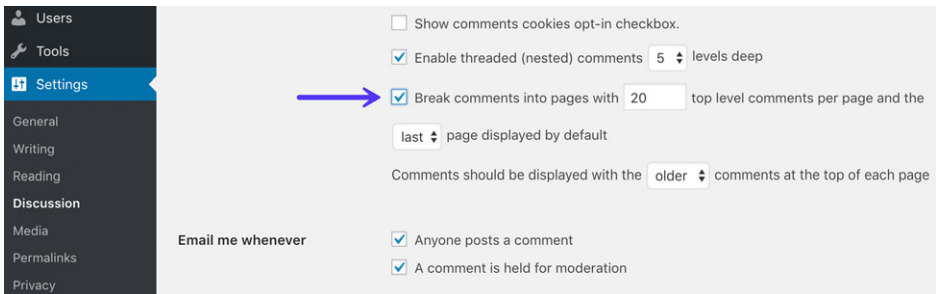 Users
Tools
Settings
General
Writing
Reading
Discussion
Media
Permalinks
Privacy
Show comments cookies opt-in checkbox.
Enable threaded (nested) comments 5 levels deep
Break comments into pages with 20 top level comments per page and the
last page displayed by default
Comments should be displayed with the older comments at the top of each page
Email me whenever
Anyone posts a comment
A comment is held for moderation